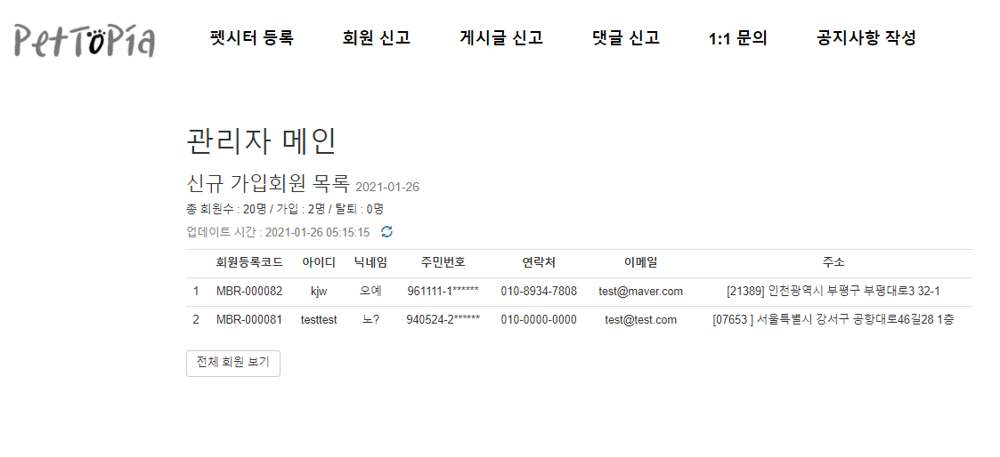 PetToPia 펫시터 등록 회원 신고 게시글 신고 댓글 신고 1:1 문의 공지사항 작성
관리자 메인
신규 가입회원 목록 2021-01-26
총 회원수 : 20명 / 가입 : 2명 / 탈퇴 : 0명
업데이트 시간 : 2021-01-26 05:15:15
회원등록코드 아이디 닉네임 주민번호 연락처 이메일 주소
1 MBR-000082 kjw 오예 961111-1****** 010-8934-7808 test@maver.com [21389] 인천광역시 부평구 부평대로3 32-1
2 MBR-000081 testtest 노? 940524-2****** 010-0000-0000 test@test.com [07653 ] 서울특별시 강서구 공항대로46길28 1층
전체 회원 보기